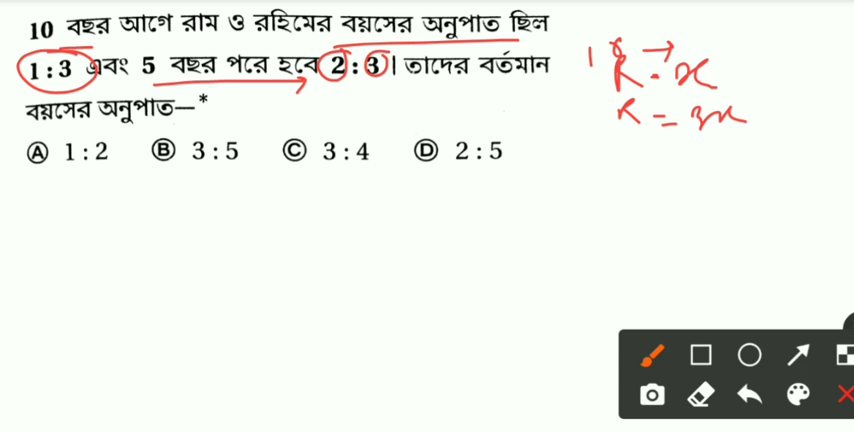 10 বছর আগে রাম ও রহিমের বয়সের অনুপাত ছিল
1 : 3 এবং 5 বছর পরে হবে 2 : 3। তাদের বর্তমান
বয়সের অনুপাত—*
Ⓐ 1 : 2 Ⓑ 3 : 5 Ⓒ 3 : 4 Ⓓ 2 : 5
R → x
R = 3x